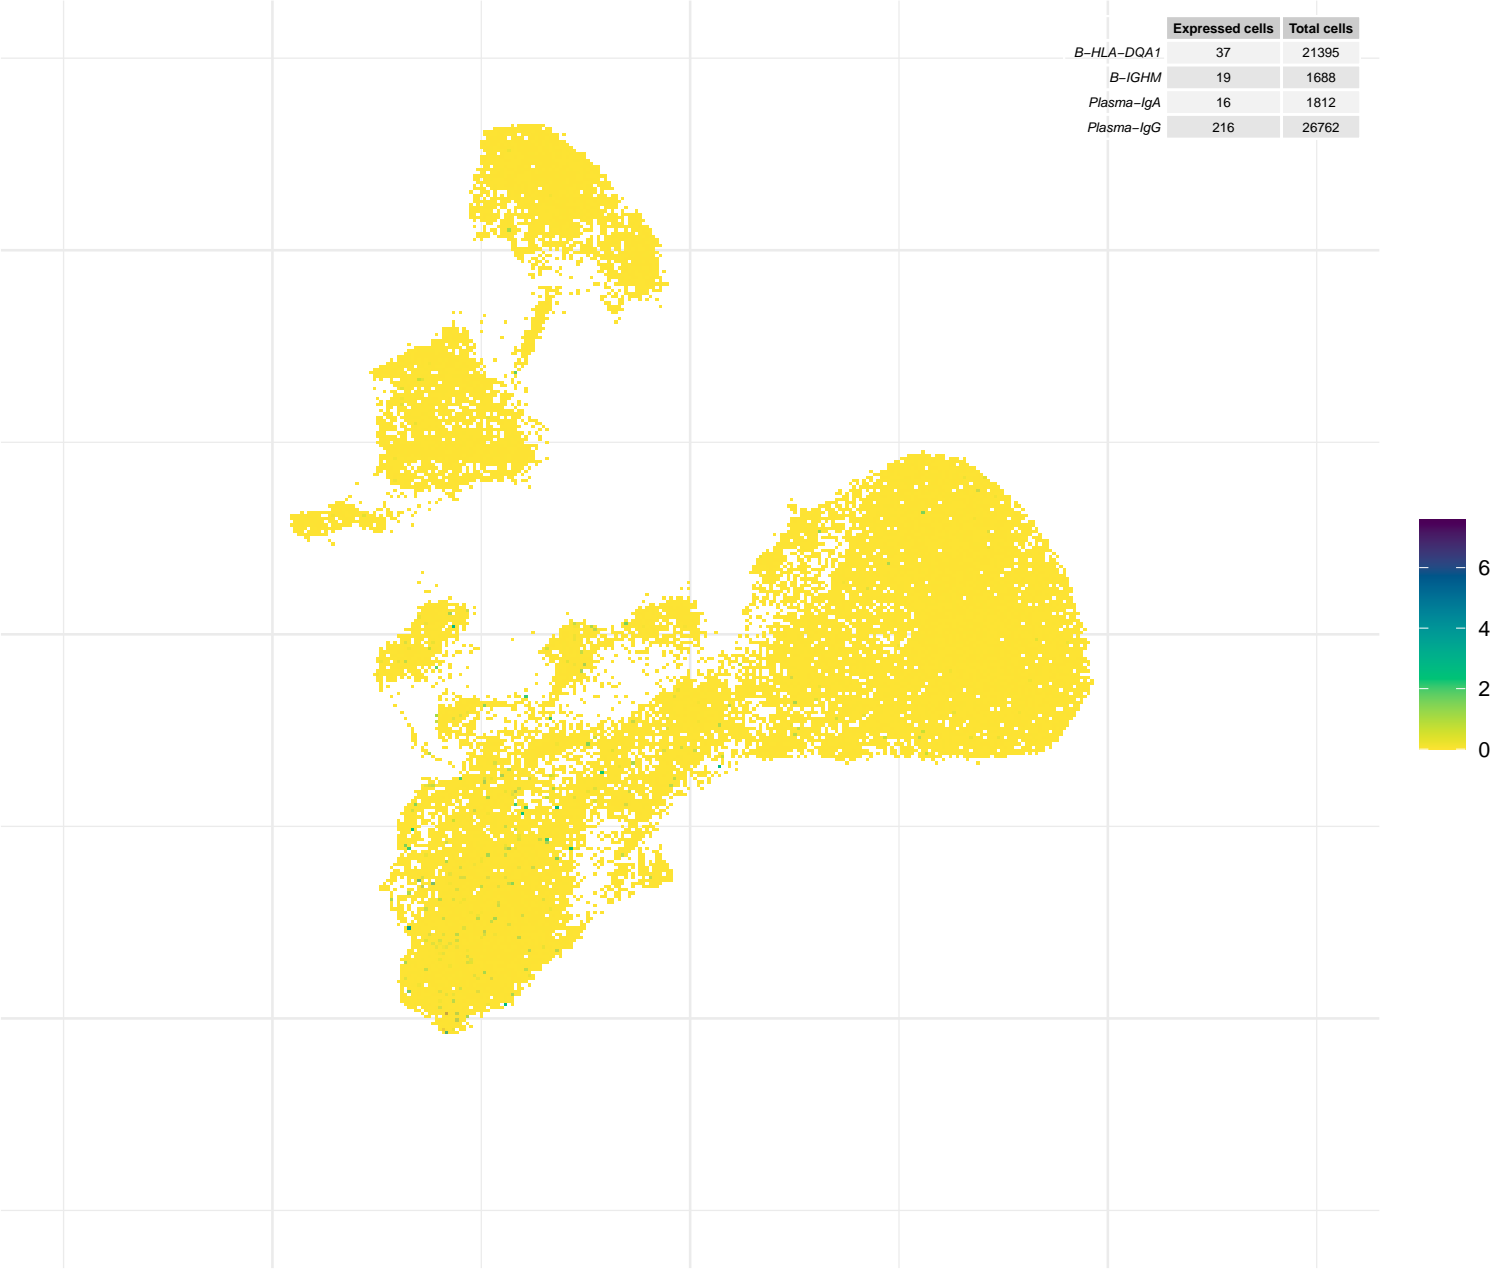 Expressed cells Total cells
B−HLA−DQA1 37 21395
B−IGHM 19 1688
Plasma−IgA 16 1812
Plasma−IgG 216 26762
6
4
2
0